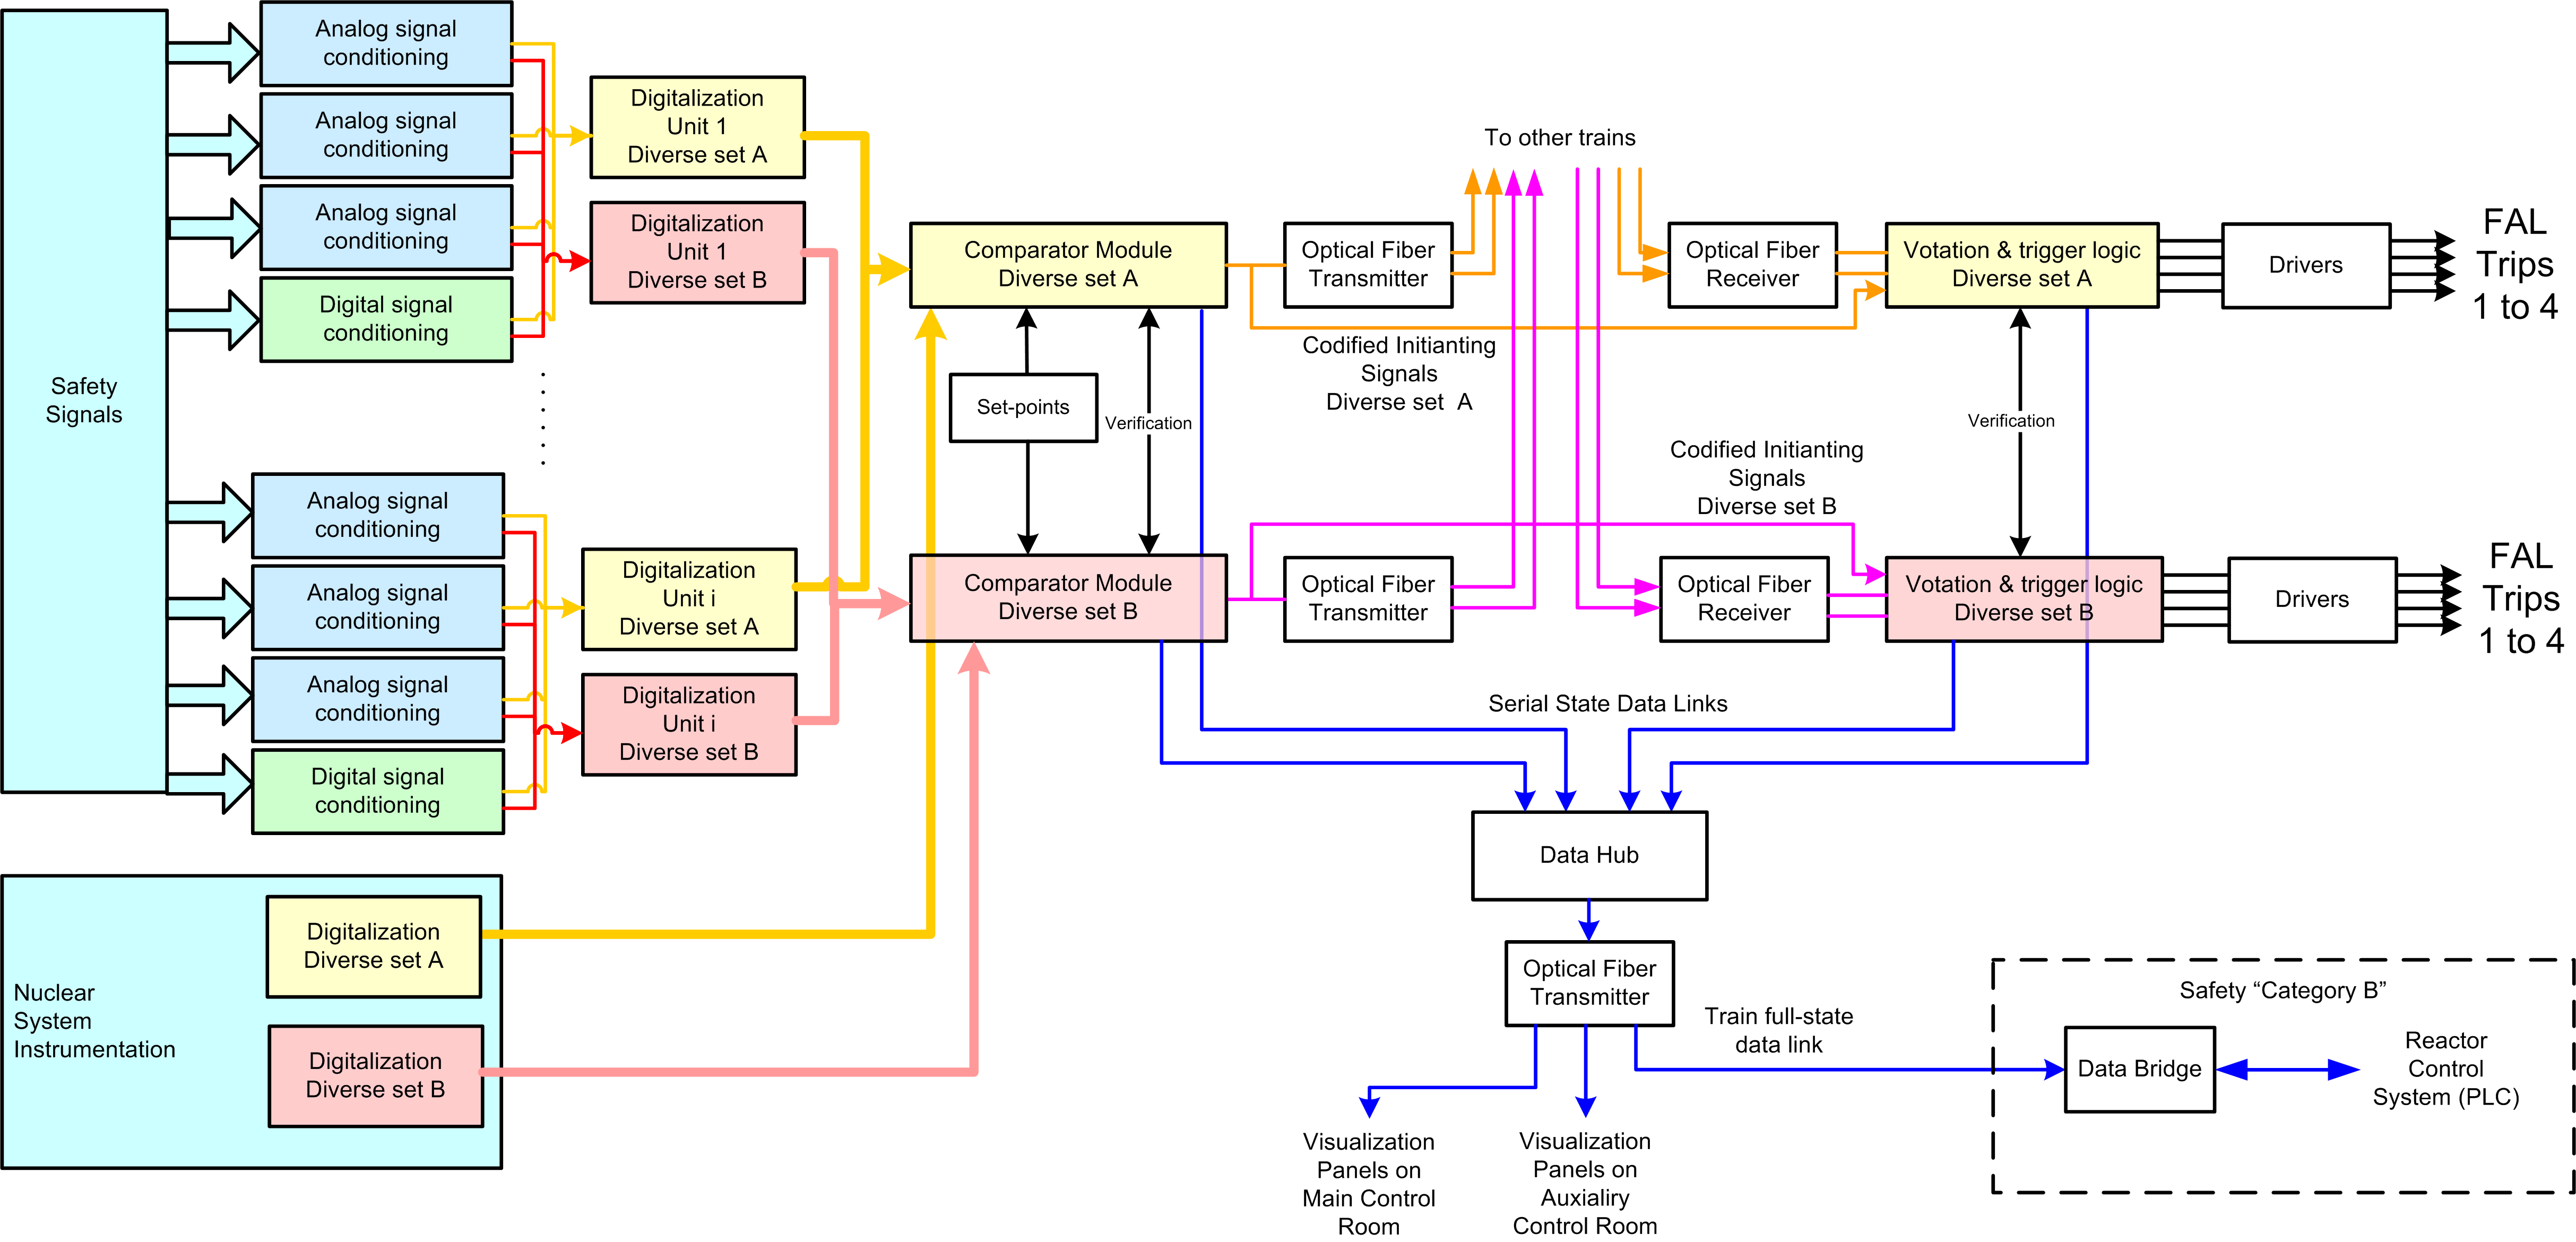 Safety
Signals
Analog signal
conditioning
Analog signal
conditioning
Analog signal
conditioning
Digital signal
conditioning
Analog signal
conditioning
Analog signal
conditioning
Analog signal
conditioning
Digital signal
conditioning
Digitalization
Unit 1
Diverse set A
Digitalization
Unit 1
Diverse set B
Digitalization
Unit i
Diverse set A
Digitalization
Unit i
Diverse set B
Nuclear
System
Instrumentation
Digitalization
Diverse set A
Digitalization
Diverse set B
Comparator Module
Diverse set A
Set-points
Verification
Comparator Module
Diverse set B
To other trains
Optical Fiber
Transmitter
Optical Fiber
Receiver
Codified Initianting
Signals
Diverse set A
Codified Initianting
Signals
Diverse set B
Optical Fiber
Transmitter
Optical Fiber
Receiver
Votation & trigger logic
Diverse set A
Verification
Votation & trigger logic
Diverse set B
Drivers
FAL
Trips
1 to 4
Drivers
FAL
Trips
1 to 4
Serial State Data Links
Data Hub
Optical Fiber
Transmitter
Train full-state
data link
Visualization
Panels on
Main Control
Room
Visualization
Panels on
Auxialiry
Control Room
Safety “Category B”
Data Bridge
Reactor
Control
System (PLC)